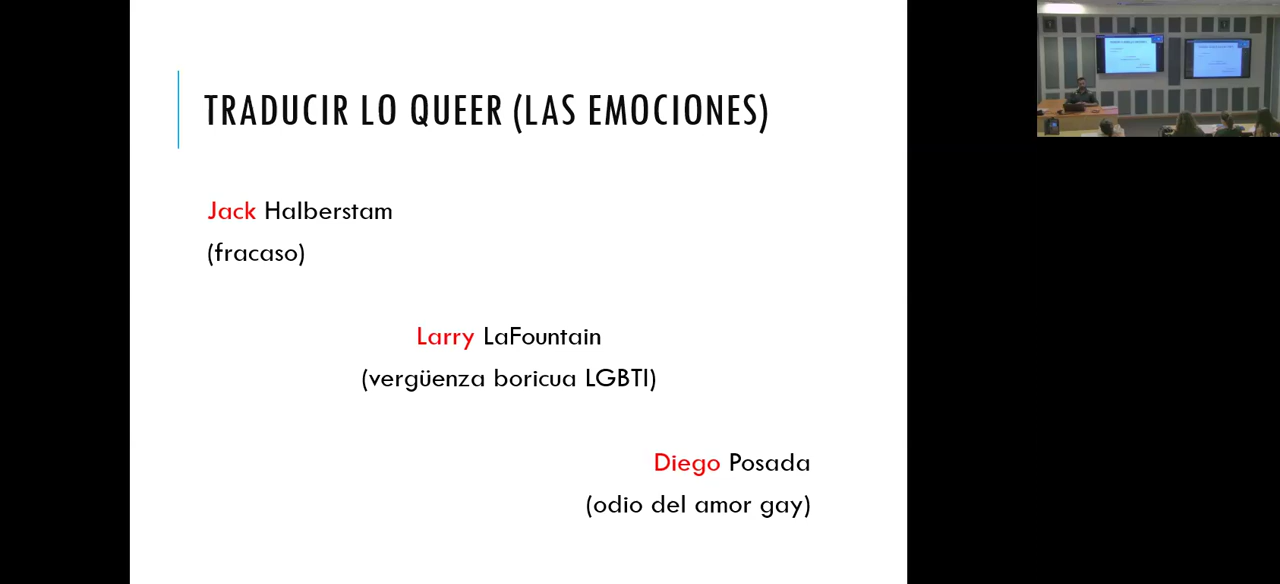 TRADUCIR LO QUEER (LAS EMOCIONES)
Jack Halberstam
(fracaso)
Larry LaFountain
(vergüenza boricua LGBTI)
Diego Posada
(odio del amor gay)